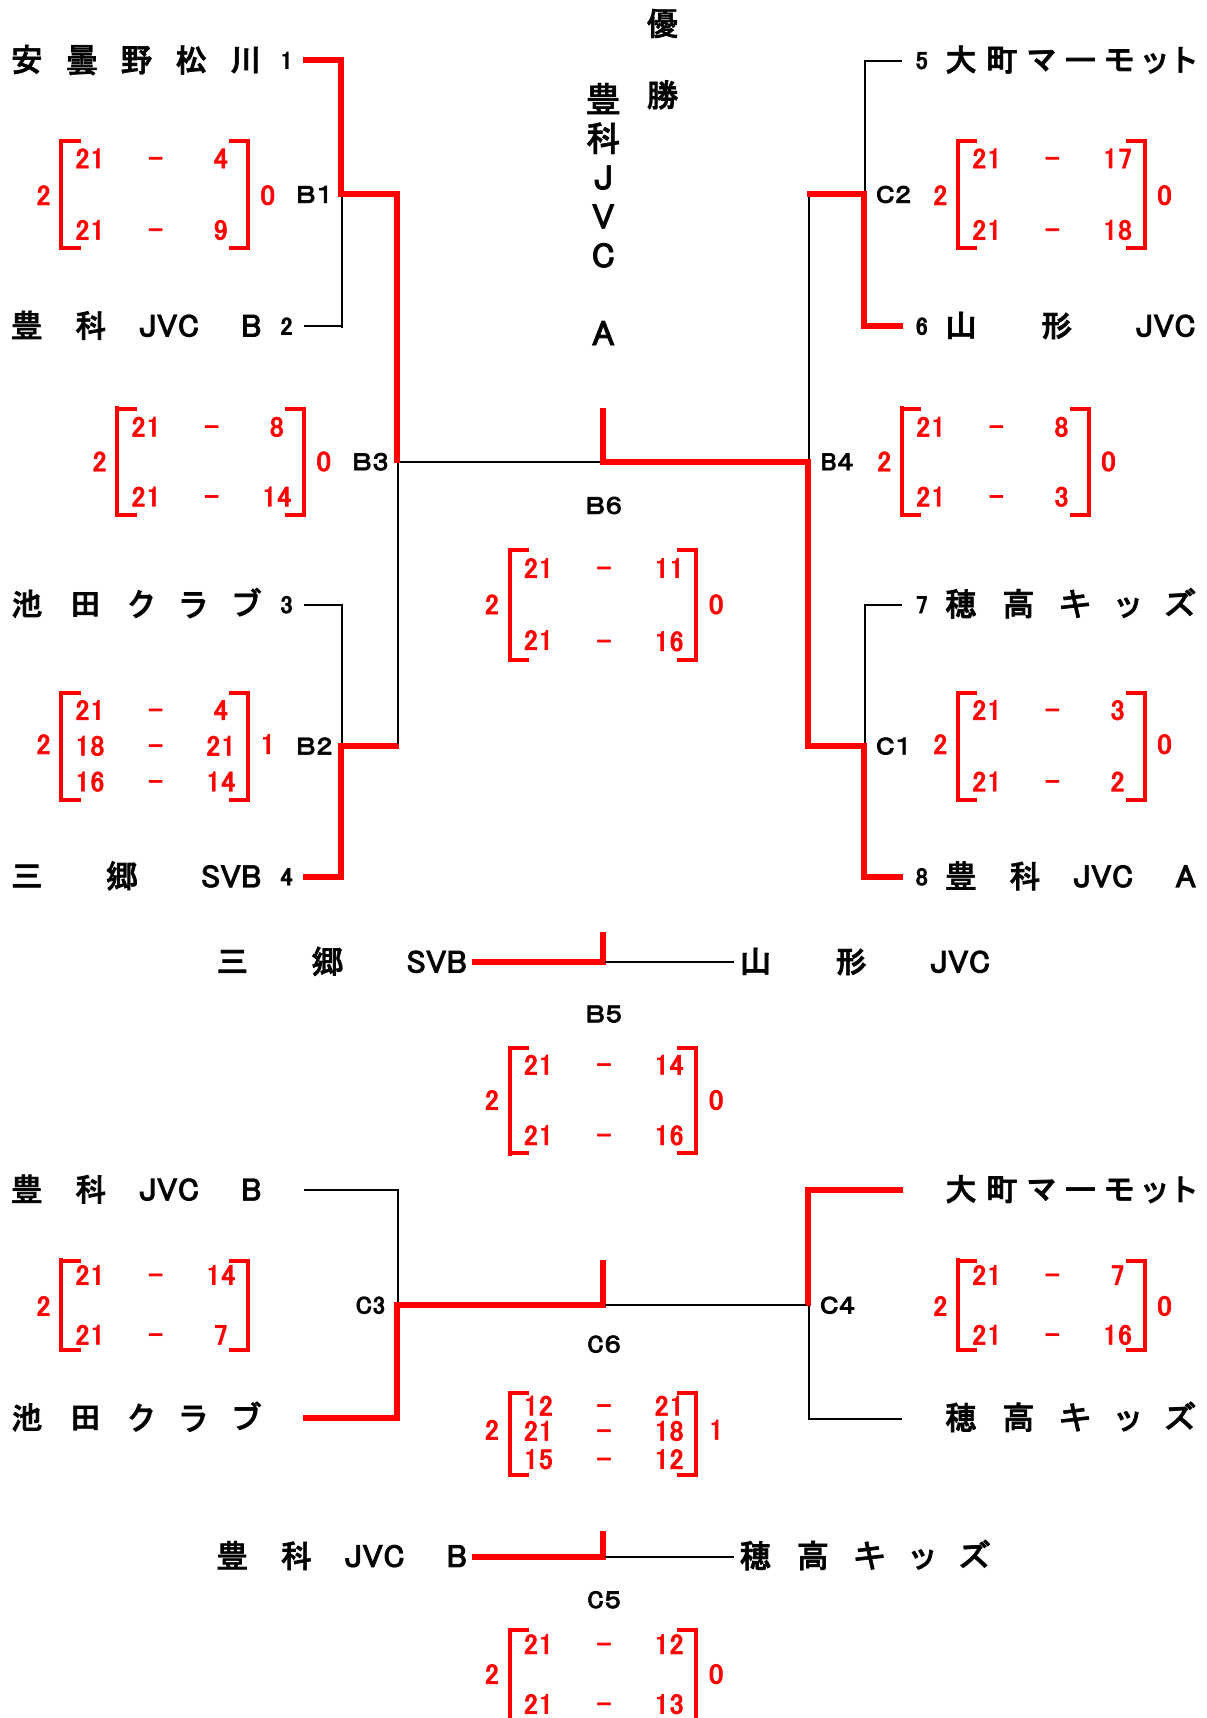 優勝
豊科JVC A
安曇野松川 1
5 大町マーモット
2 21 - 4 0 B1
21 - 9
C2 2 21 - 17 0
21 - 18
豊科 JVC B 2
6 山形 JVC
2 21 - 8 0 B3
21 - 14
B4 2 21 - 8 0
21 - 3
B6
2 21 - 11 0
21 - 16
池田クラブ 3
7 穂高キッズ
2 21 - 4 1 B2
18 - 21
16 - 14
C1 2 21 - 3 0
21 - 2
三郷 SVB 4
8 豊科 JVC A
三郷 SVB 山形 JVC
B5
2 21 - 14 0
21 - 16
豊科 JVC B
大町マーモット
2 21 - 14 C3
21 - 7
C4 2 21 - 7 0
21 - 16
C6
池田クラブ
穂高キッズ
12 - 21
2 21 - 18 1
15 - 12
豊科 JVC B 穂高キッズ
C5
2 21 - 12 0
21 - 13